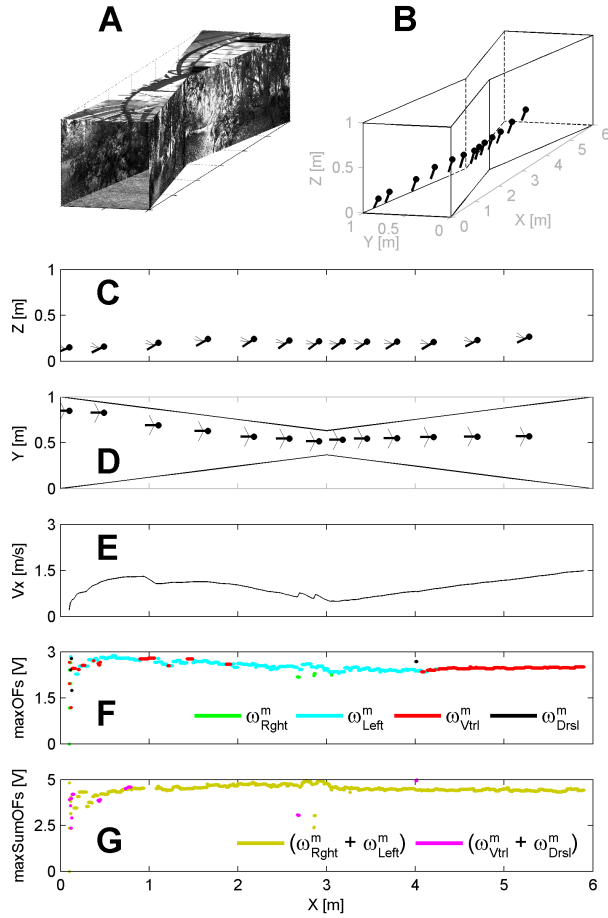 A
B
1
0.5
0
Z [m]
1
0.5
0
Y [m]
0
1
2
3
4
5
6
X [m]
C
1
0.5
0
Z [m]
D
1
0.5
0
Y [m]
E
3
1.5
0
Vx [m/s]
F
3
1.5
0
maxOFs [V]
ω^m_Rght
ω^m_Left
ω^m_Vtrl
ω^m_Drsl
G
5
2.5
0
maxSumOFs [V]
(ω^m_Rght + ω^m_Left)
(ω^m_Vtrl + ω^m_Drsl)
0 1 2 3 4 5 6
X [m]